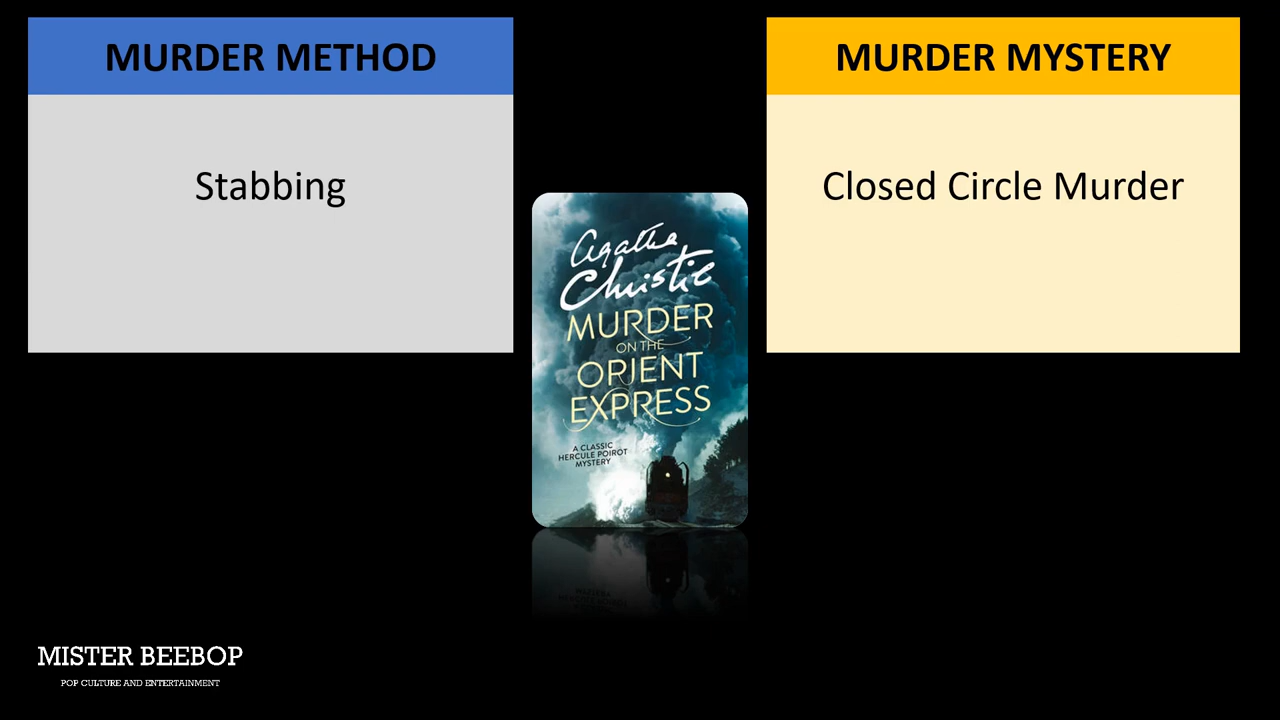 MURDER METHOD
Stabbing
MURDER MYSTERY
Closed Circle Murder
Agatha
Christie
MURDER
ON THE
ORIENT
EXPRESS
A CLASSIC
HERCULE POIROT
MYSTERY
MISTER BEEBOP
POP CULTURE AND ENTERTAINMENT